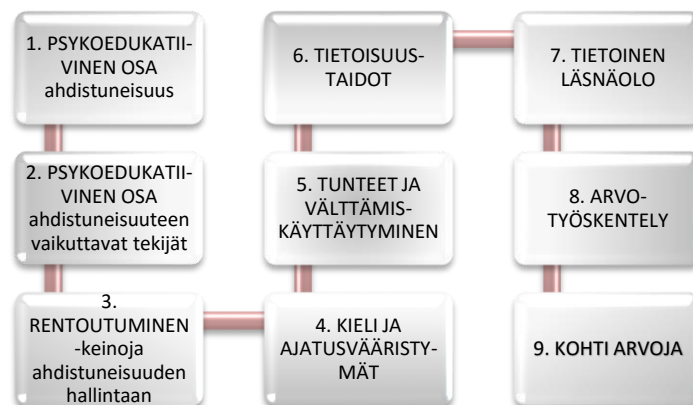 1. PSYKOEDUKATII-
VINEN OSA
ahdistuneisuus
2. PSYKOEDUKATII-
VINEN OSA
ahdistuneisuuteen
vaikuttavat tekijät
3.
RENTOUTUMINEN
-keinoja
ahdistuneisuuden
hallintaan
4. KIELI JA
AJATUSVÄÄRISTY-
MÄT
5. TUNTEET JA
VÄLTTÄMIS-
KÄYTTÄYTYMINEN
6. TIETOISUUS-
TAIDOT
7. TIETOINEN
LÄSNÄOLO
8. ARVO-
TYÖSKENTELY
9. KOHTI ARVOJA